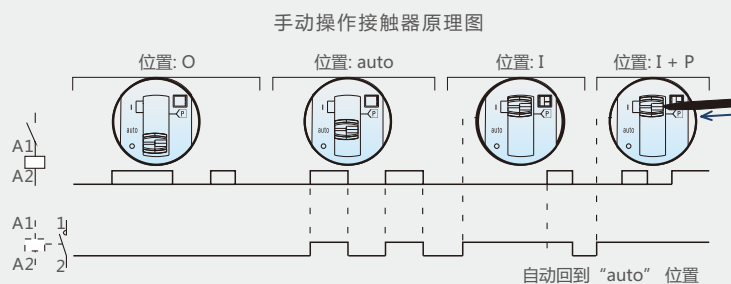 手动操作接触器原理图
位置: O
位置: auto
位置: I
位置: I + P
I
P
auto
I
P
auto
I
P
auto
I
P
auto
A1
A2
A1
1
A2
2
自动回到“auto” 位置